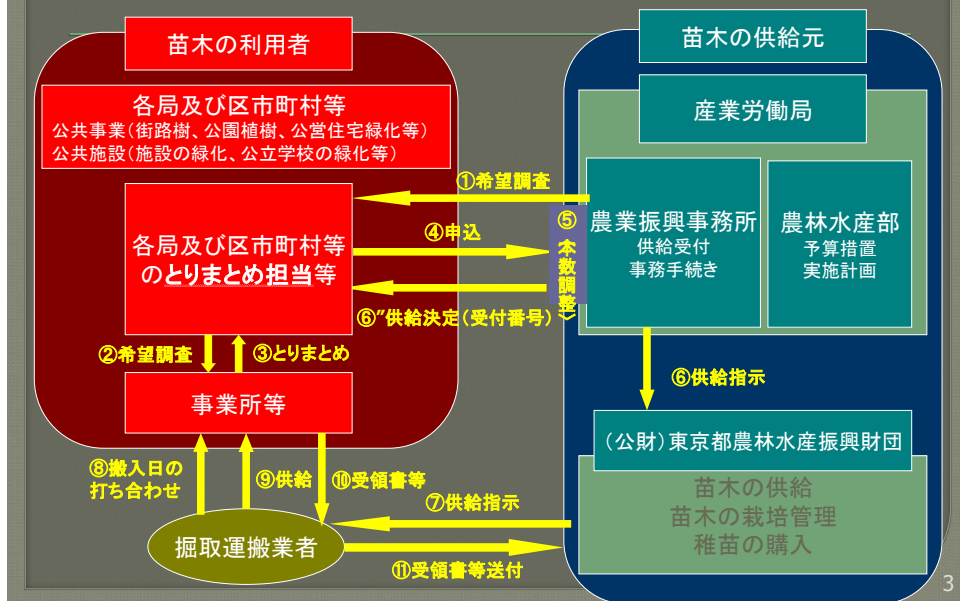 苗木の利用者
各局及び区市町村等
公共事業(街路樹、公園植樹、公営住宅緑化等)
公共施設(施設の緑化、公立学校の緑化等)
各局及び区市町村等
のとりまとめ担当等
②希望調査
③とりまとめ
事業所等
①希望調査
④申込
⑤〈本数調整〉
⑥”供給決定(受付番号)
苗木の供給元
産業労働局
農業振興事務所
供給受付
事務手続き
農林水産部
予算措置
実施計画
⑥供給指示
(公財)東京都農林水産振興財団
苗木の供給
苗木の栽培管理
稚苗の購入
⑧搬入日の
打ち合わせ
⑨供給
⑩受領書等
⑦供給指示
掘取運搬業者
⑪受領書等送付
3